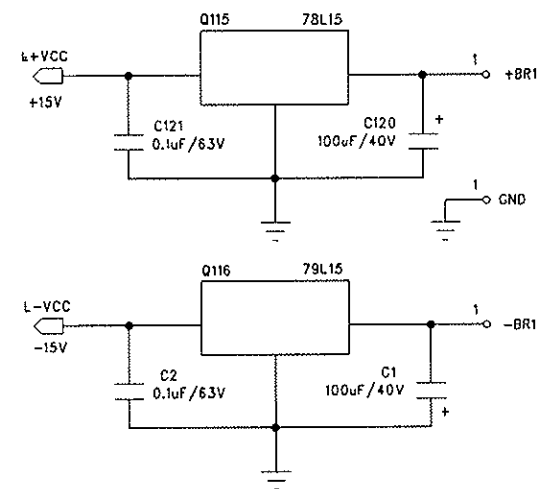 Q115 78L15
L+VCC
+15V
1
+BR1
C121
0.1uF/63V
C120
100uF/40V
+
1
GND
Q116 79L15
L-VCC
-15V
1
-BR1
C2
0.1uF/63V
C1
100uF/40V
+